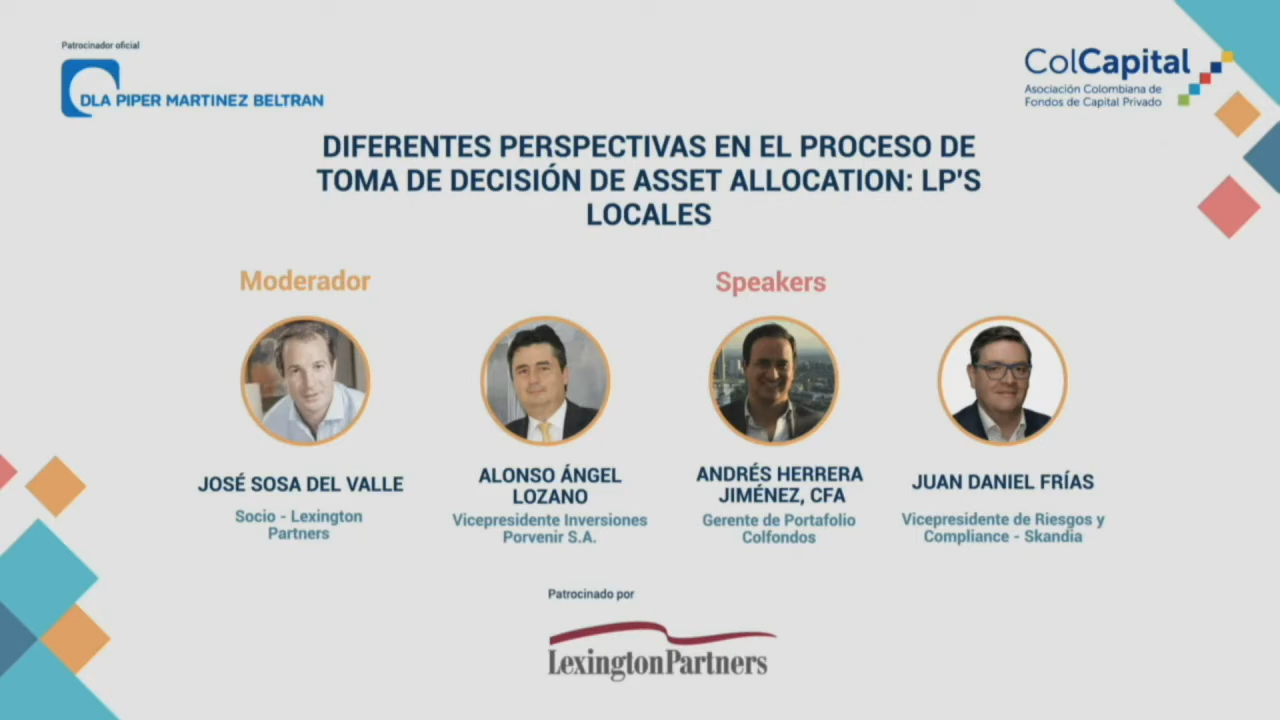 Patrocinador oficial
DLA PIPER MARTINEZ BELTRAN
ColCapital
Asociación Colombiana de
Fondos de Capital Privado
DIFERENTES PERSPECTIVAS EN EL PROCESO DE
TOMA DE DECISIÓN DE ASSET ALLOCATION: LP'S
LOCALES
Moderador
Speakers
JOSÉ SOSA DEL VALLE
Socio - Lexington
Partners
ALONSO ÁNGEL
LOZANO
Vicepresidente Inversiones
Porvenir S.A.
ANDRÉS HERRERA
JIMÉNEZ, CFA
Gerente de Portafolio
Colfondos
JUAN DANIEL FRÍAS
Vicepresidente de Riesgos y
Compliance - Skandia
Patrocinado por
LexingtonPartners